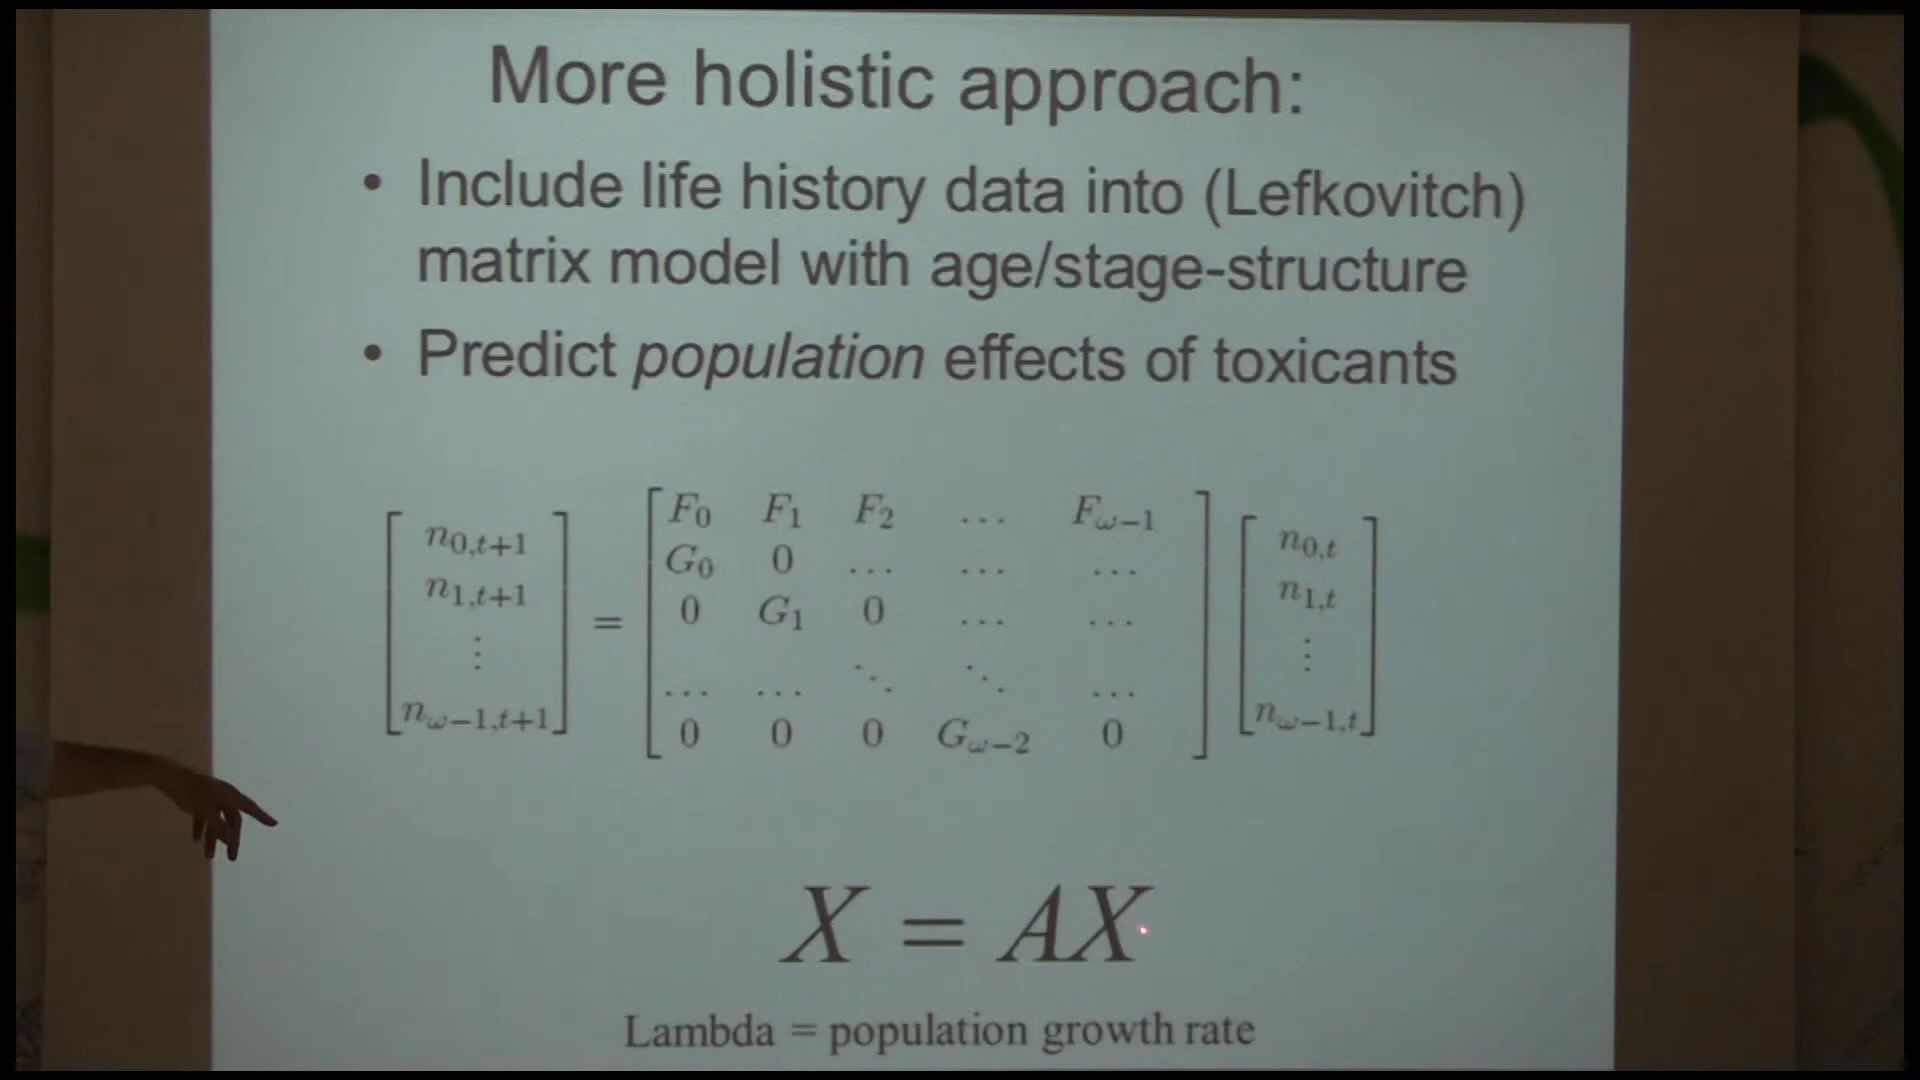 More holistic approach:
• Include life history data into (Lefkovitch)
matrix model with age/stage-structure
• Predict population effects of toxicants
[n₀,t+1 n₁,t+1 ⋮ nω−1,t+1] =
F₀ F₁ F₂ … Fω−1
G₀ 0 … … …
0 G₁ 0 … …
… … ⋱ ⋱ …
0 0 0 Gω−2 0
[n₀,t n₁,t ⋮ nω−1,t]
X = AX
Lambda = population growth rate